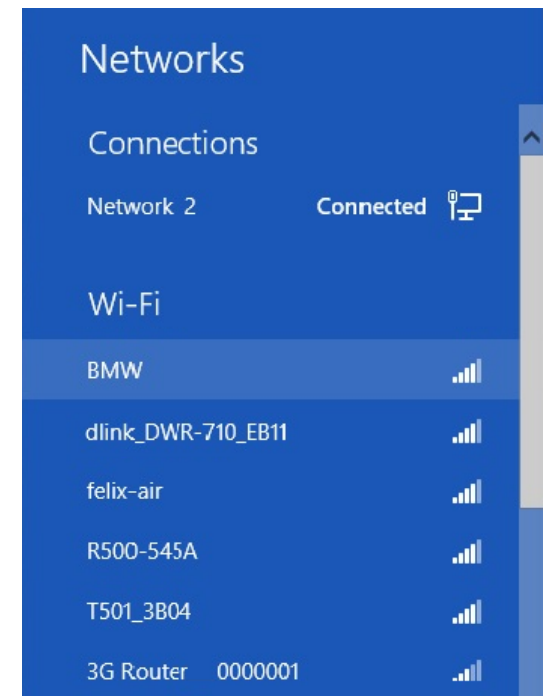 Networks
Connections
Network 2 Connected
Wi-Fi
BMW
dlink_DWR-710_EB11
felix-air
R500-545A
T501_3B04
3G Router 0000001